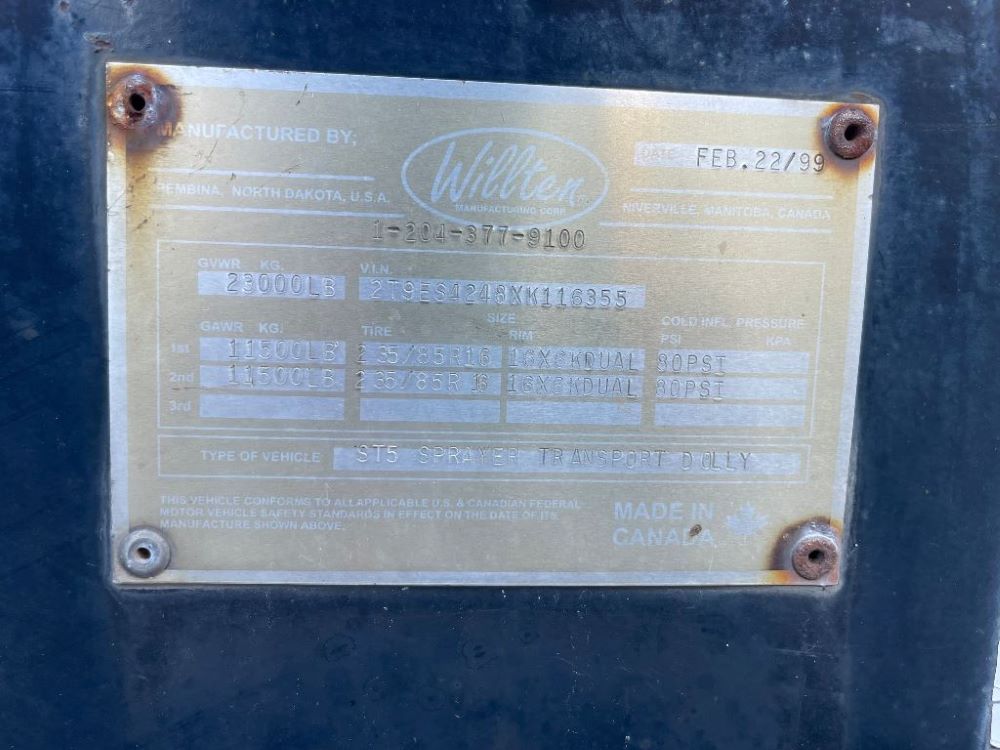 MANUFACTURED BY;
Willten
MANUFACTURING CORP.
DATE FEB.22/99
PEMBINA, NORTH DAKOTA, U.S.A.
NIVERVILLE, MANITOBA, CANADA
1-204-377-9100
GVWR KG. V.I.N.
23000LB 2T9ES4248XK116355
SIZE
GAWR KG. TIRE RIM COLD INFL. PRESSURE
PSI KPA
1st 11500LB 235/85R16 16X6KDUAL 80PSI
2nd 11500LB 235/85R16 16X6KDUAL 80PSI
3rd
TYPE OF VEHICLE ST5 SPRAYER TRANSPORT DOLLY
THIS VEHICLE CONFORMS TO ALL APPLICABLE U.S. & CANADIAN FEDERAL
MOTOR VEHICLE SAFETY STANDARDS IN EFFECT ON THE DATE OF ITS
MANUFACTURE SHOWN ABOVE.
MADE IN
CANADA